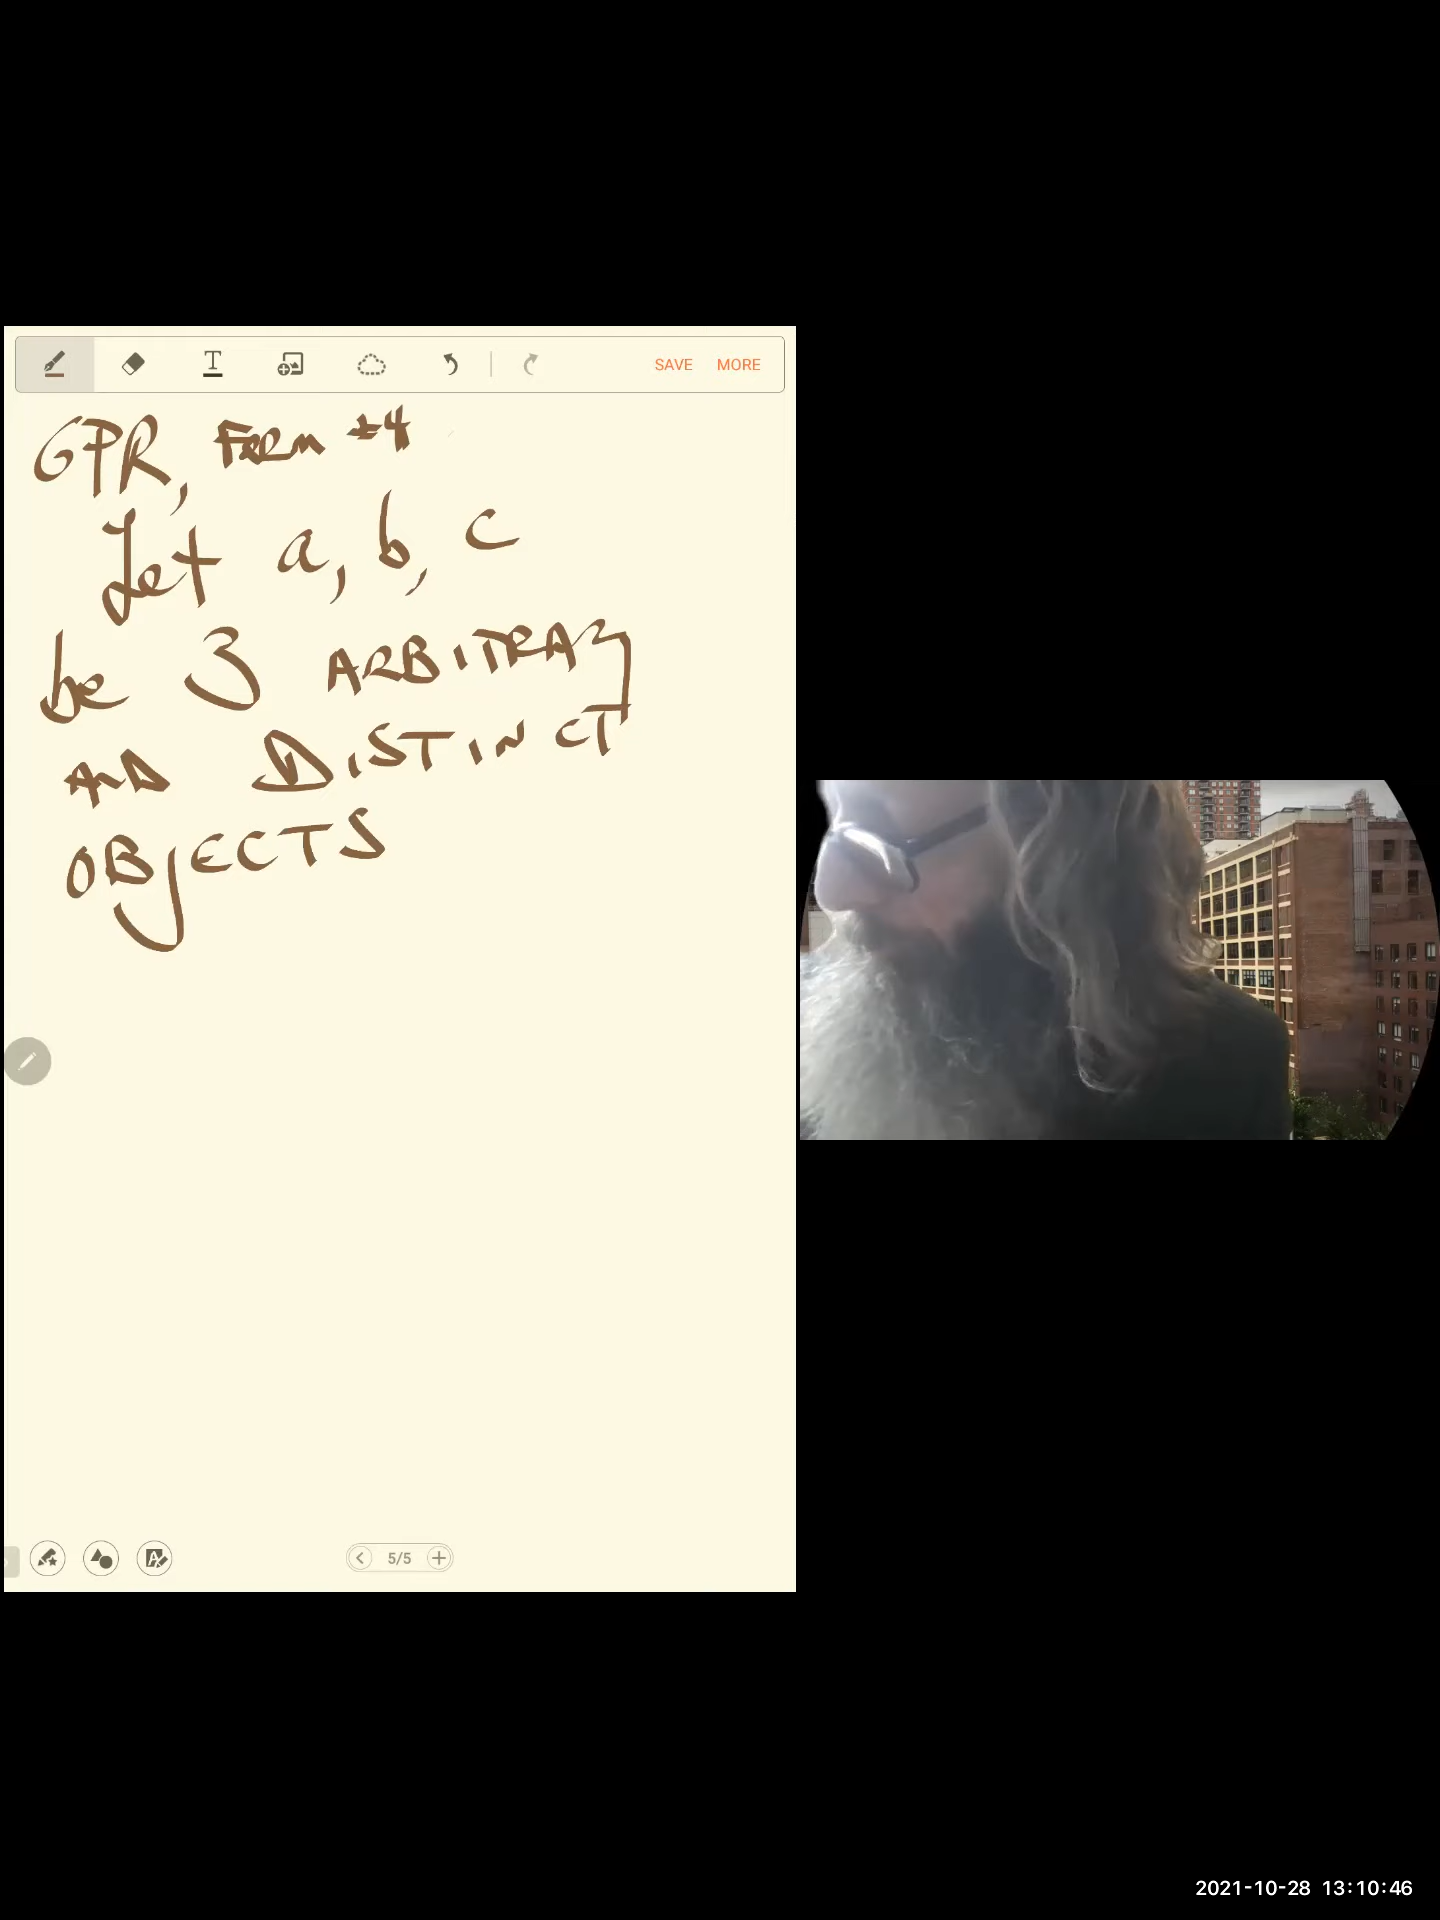 T
SAVE MORE
GPR, FORM #4
Let a, b, c
be 3 ARBITRARY
AND DISTINCT
OBJECTS
A
5/5
2021-10-28 13:10:46